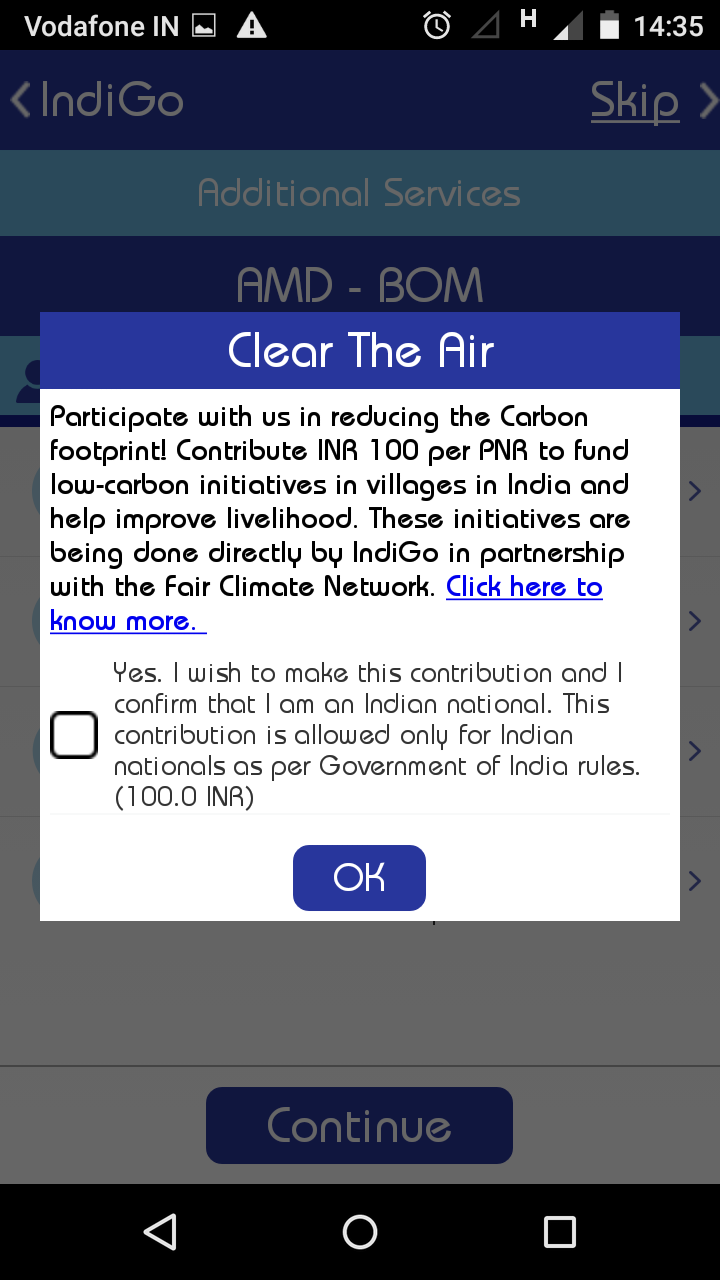 Vodafone IN H 14:35
IndiGo Skip
Additional Services
AMD - BOM
Clear The Air
Participate with us in reducing the Carbon
footprint! Contribute INR 100 per PNR to fund
low-carbon initiatives in villages in India and
help improve livelihood. These initiatives are
being done directly by IndiGo in partnership
with the Fair Climate Network. Click here to
know more.
Yes. I wish to make this contribution and I
confirm that I am an Indian national. This
contribution is allowed only for Indian
nationals as per Government of India rules.
(100.0 INR)
OK
Continue